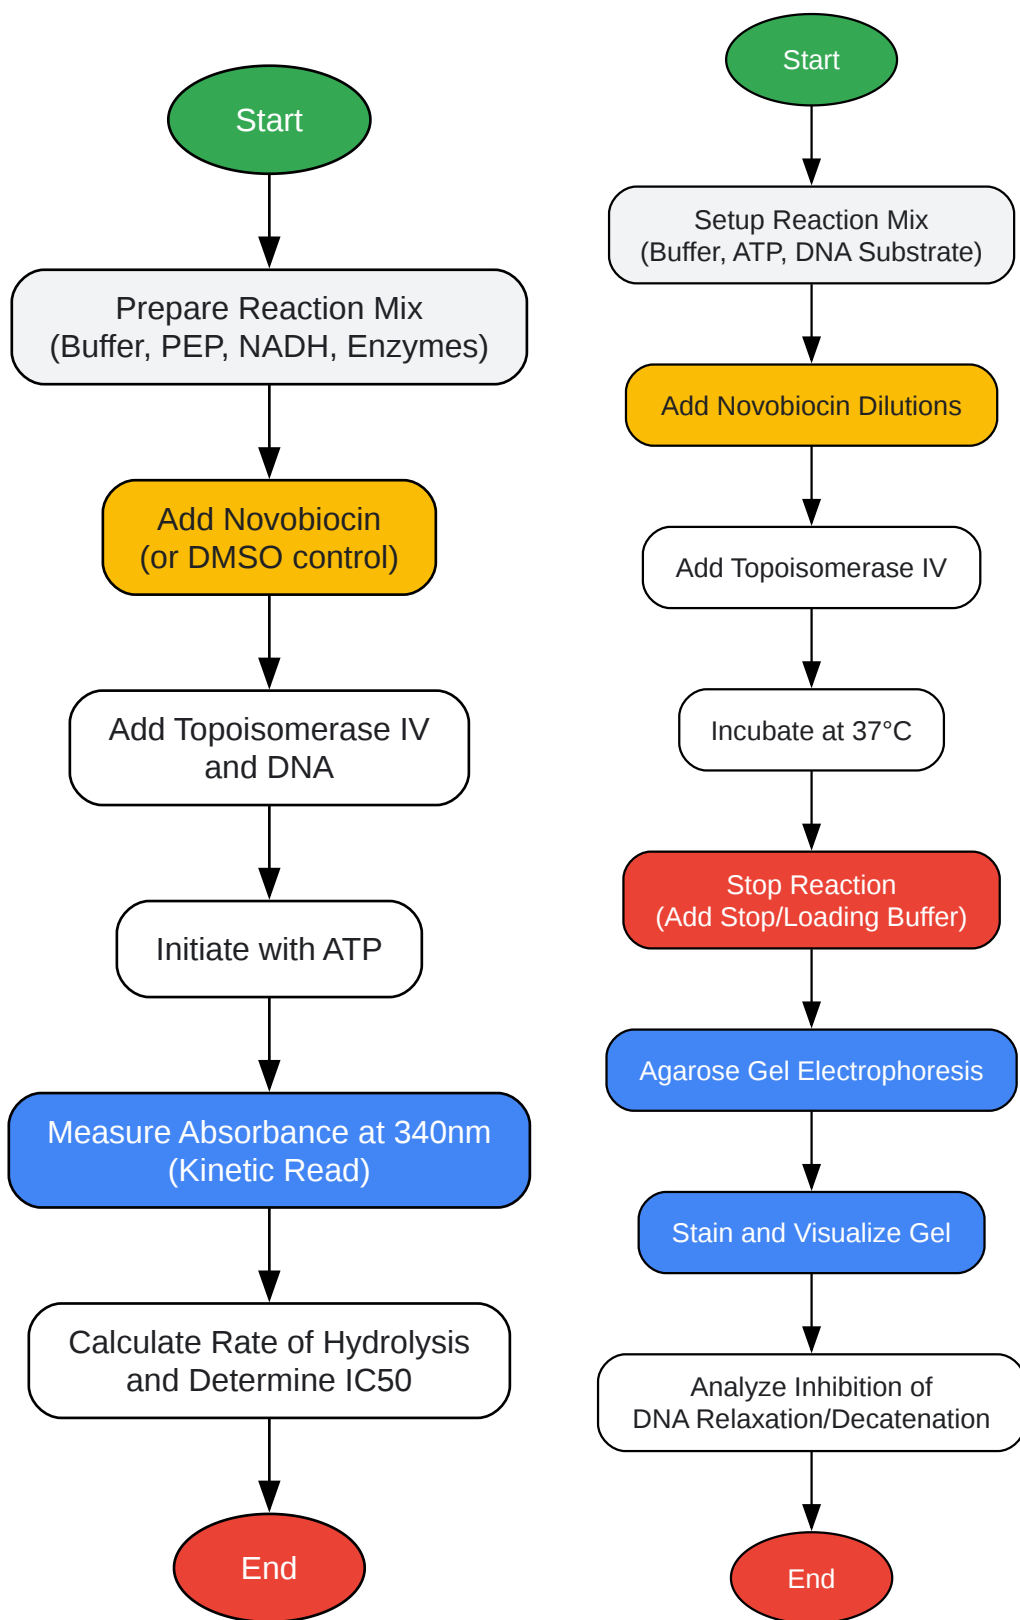 Start
Prepare Reaction Mix
(Buffer, PEP, NADH, Enzymes)
Add Novobiocin
(or DMSO control)
Add Topoisomerase IV
and DNA
Initiate with ATP
Measure Absorbance at 340nm
(Kinetic Read)
Calculate Rate of Hydrolysis
and Determine IC50
End
Start
Setup Reaction Mix
(Buffer, ATP, DNA Substrate)
Add Novobiocin Dilutions
Add Topoisomerase IV
Incubate at 37°C
Stop Reaction
(Add Stop/Loading Buffer)
Agarose Gel Electrophoresis
Stain and Visualize Gel
Analyze Inhibition of
DNA Relaxation/Decatenation
End